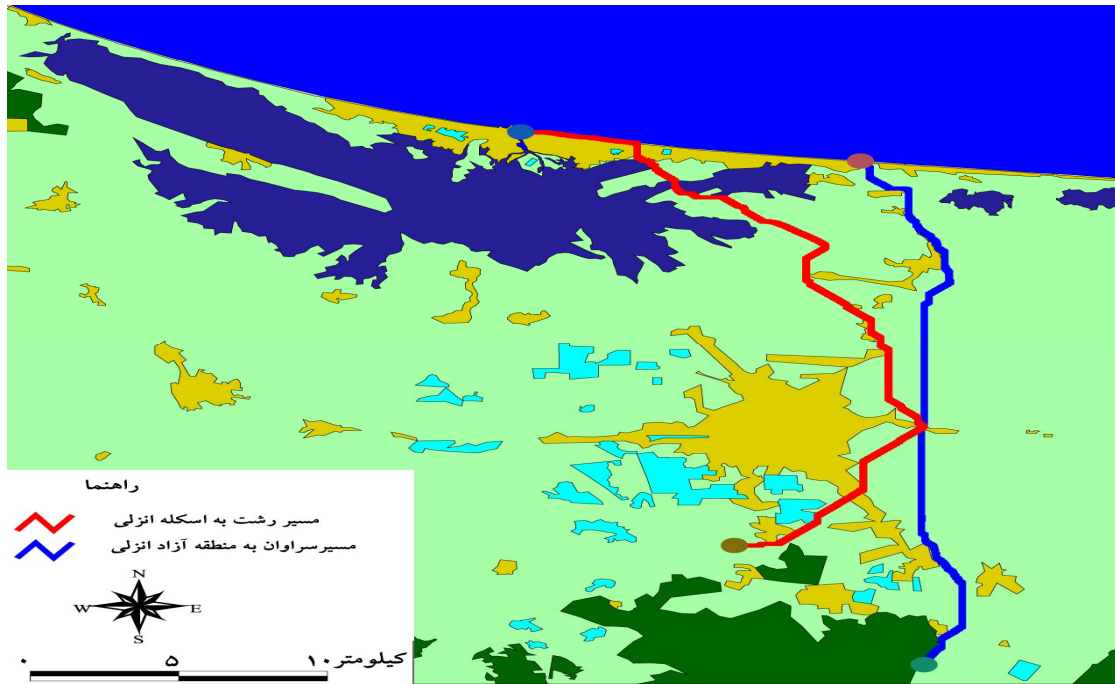 راهنما
مسیر رشت به اسکله انزلی
مسیرسراوان به منطقه آزاد انزلی
N
W E
S
۰ ۵ ۱۰ کیلومتر